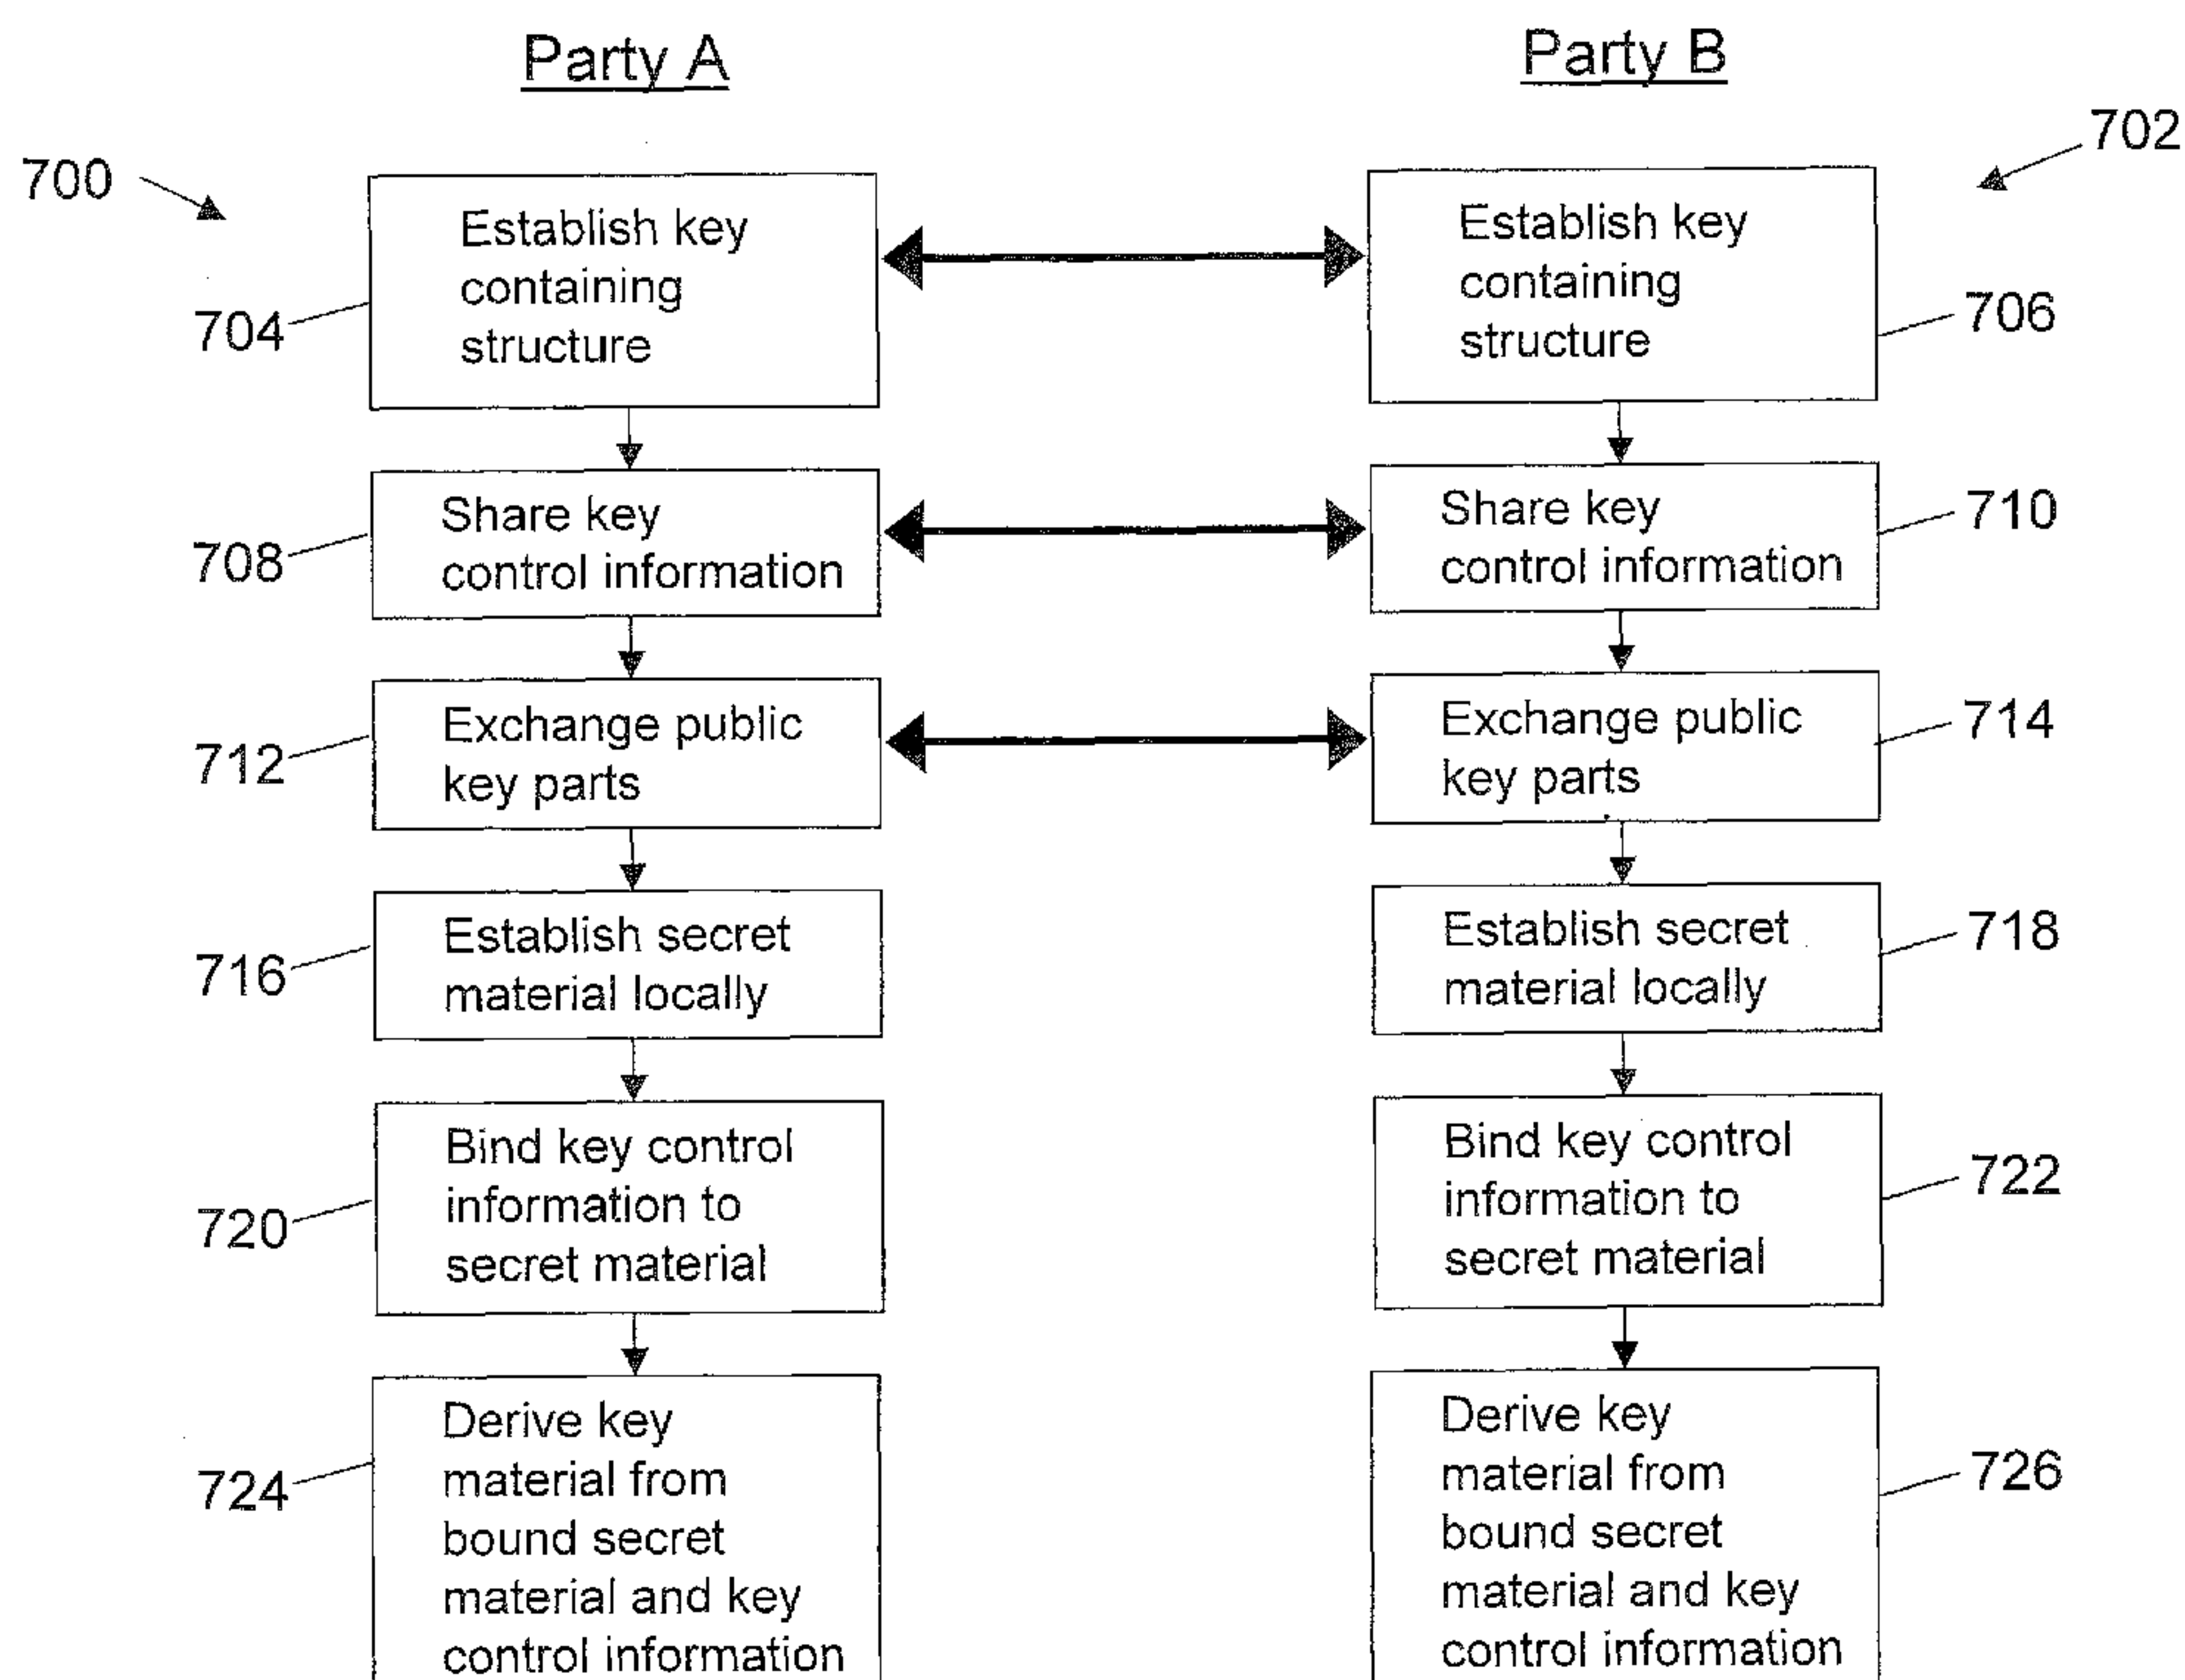 Party A
Party B
700
702
Establish key
containing
structure
704
Establish key
containing
structure
706
Share key
control information
708
Share key
control information
710
Exchange public
key parts
712
Exchange public
key parts
714
Establish secret
material locally
716
Establish secret
material locally
718
Bind key control
information to
secret material
720
Bind key control
information to
secret material
722
Derive key
material from
bound secret
material and key
control information
724
Derive key
material from
bound secret
material and key
control information
726